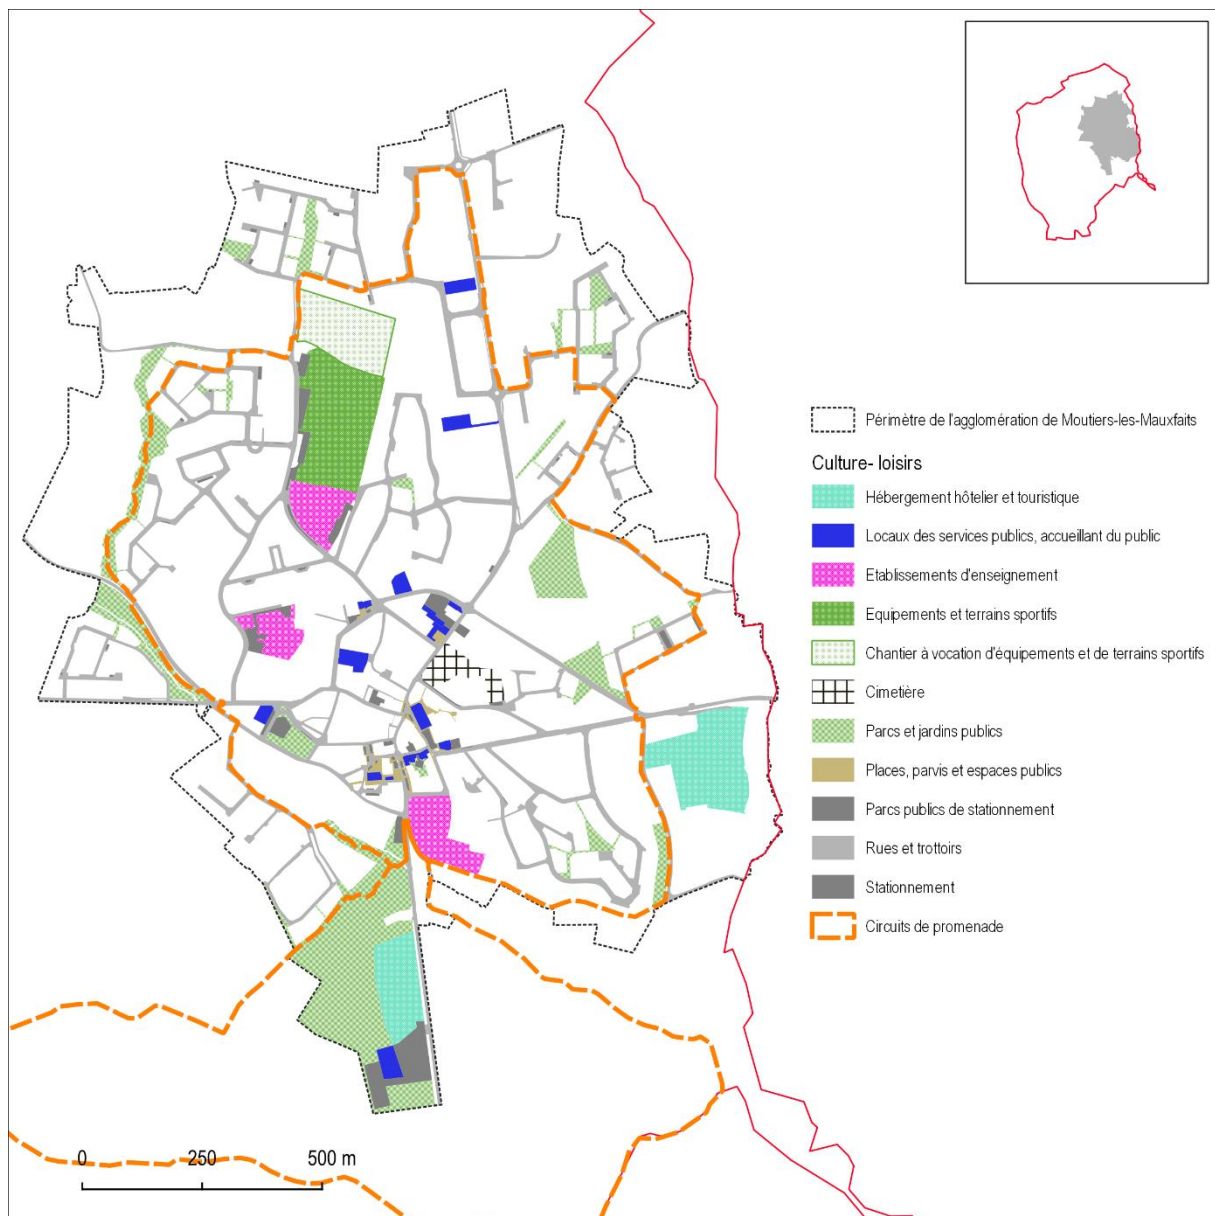 Périmètre de l'agglomération de Moutiers-les-Mauxfaits
Culture- loisirs
Hébergement hôtelier et touristique
Locaux des services publics, accueillant du public
Etablissements d'enseignement
Equipements et terrains sportifs
Chantier à vocation d'équipements et de terrains sportifs
Cimetière
Parcs et jardins publics
Places, parvis et espaces publics
Parcs publics de stationnement
Rues et trottoirs
Stationnement
Circuits de promenade
0 250 500 m